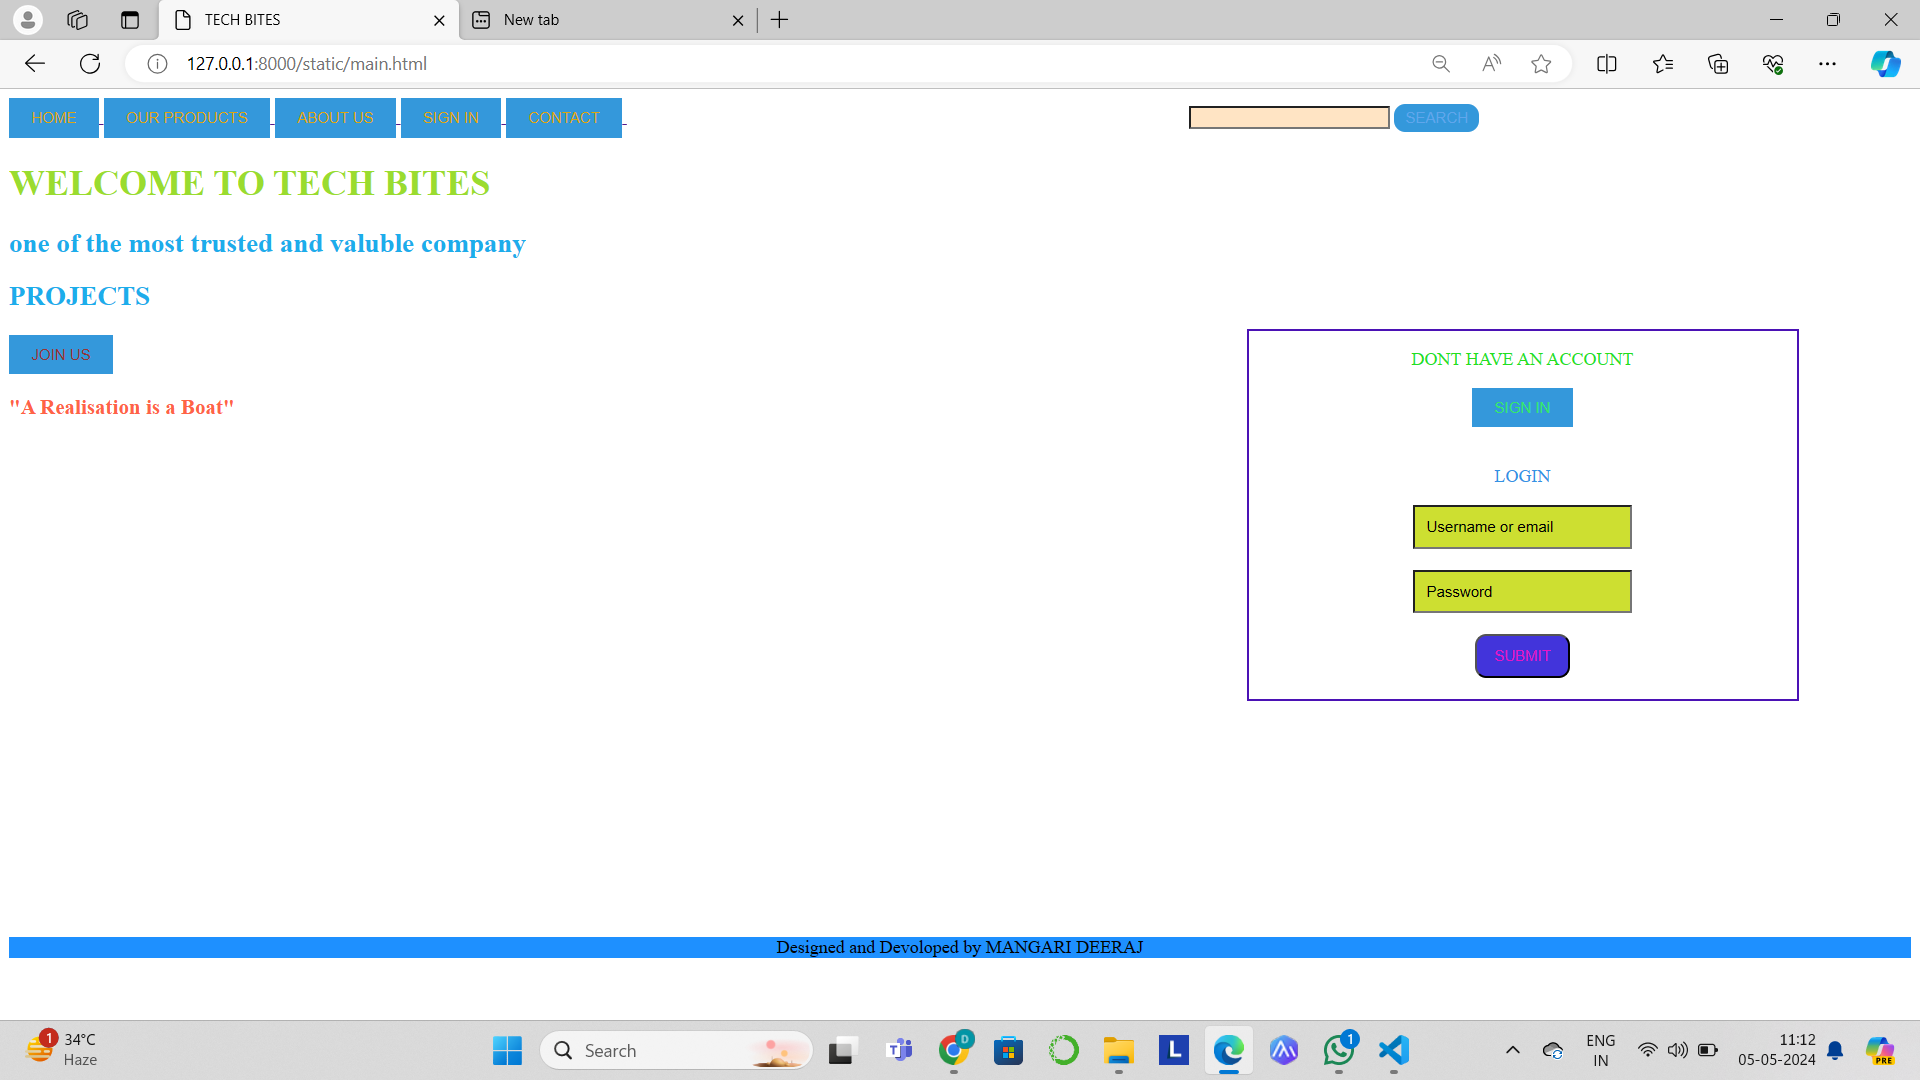 TECH BITES
New tab
127.0.0.1:8000/static/main.html
HOME OUR PRODUCTS ABOUT US SIGN IN CONTACT
SEARCH
WELCOME TO TECH BITES
one of the most trusted and valuble company
PROJECTS
JOIN US
"A Realisation is a Boat"
DONT HAVE AN ACCOUNT
SIGN IN
LOGIN
Username or email
Password
SUBMIT
Designed and Devoloped by MANGARI DEERAJ
1
34°C
Haze
Search
D
L
1
ENG
IN
11:12
05-05-2024
PRE